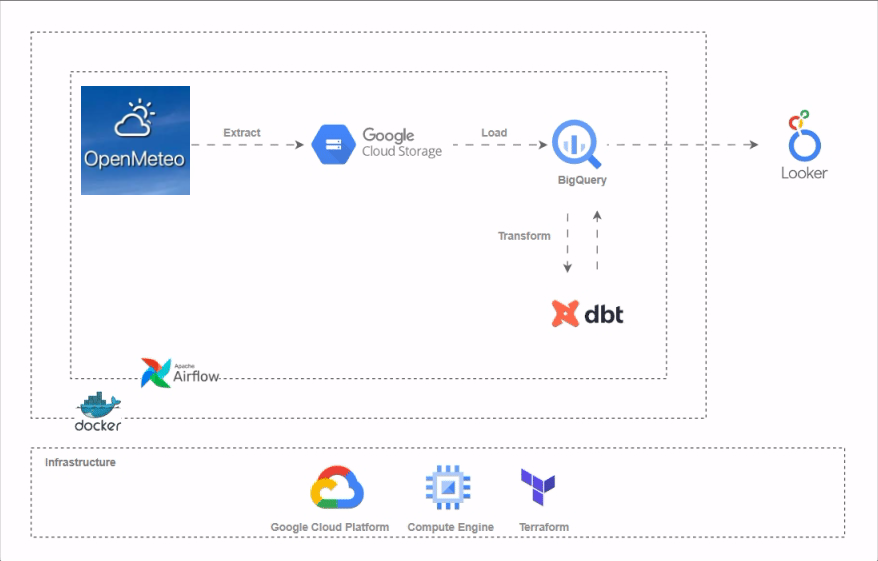 OpenMeteo
Extract
Google
Cloud Storage
Load
BigQuery
Looker
Transform
dbt
Apache
Airflow
docker
Infrastructure
Google Cloud Platform
Compute Engine
Terraform